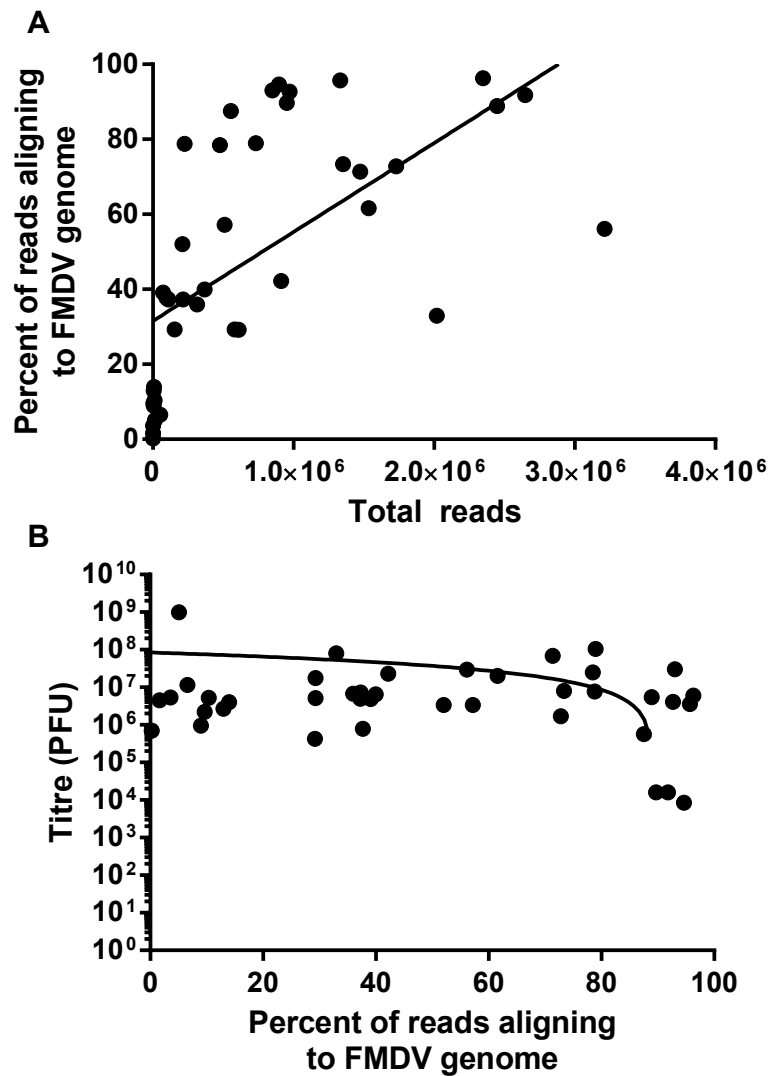 A
Percent of reads aligning
to FMDV genome
100
80
60
40
20
0
0 1.0×10⁶ 2.0×10⁶ 3.0×10⁶ 4.0×10⁶
Total reads
B
Titre (PFU)
10¹⁰
10⁹
10⁸
10⁷
10⁶
10⁵
10⁴
10³
10²
10¹
10⁰
0 20 40 60 80 100
Percent of reads aligning
to FMDV genome